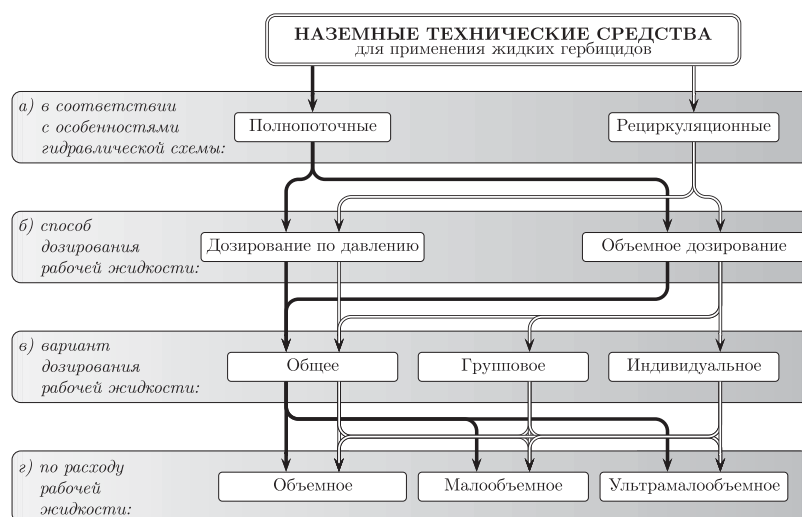 НАЗЕМНЫЕ ТЕХНИЧЕСКИЕ СРЕДСТВА
для применения жидких гербицидов
а) в соответствии
с особенностями
гидравлической схемы:
Полнопоточные
Рециркуляционные
б) способ
дозирования
рабочей жидкости:
Дозирование по давлению
Объемное дозирование
в) вариант
дозирования
рабочей жидкости:
Общее
Групповое
Индивидуальное
г) по расходу
рабочей
жидкости:
Объемное
Малообъемное
Ультрамалообъемное